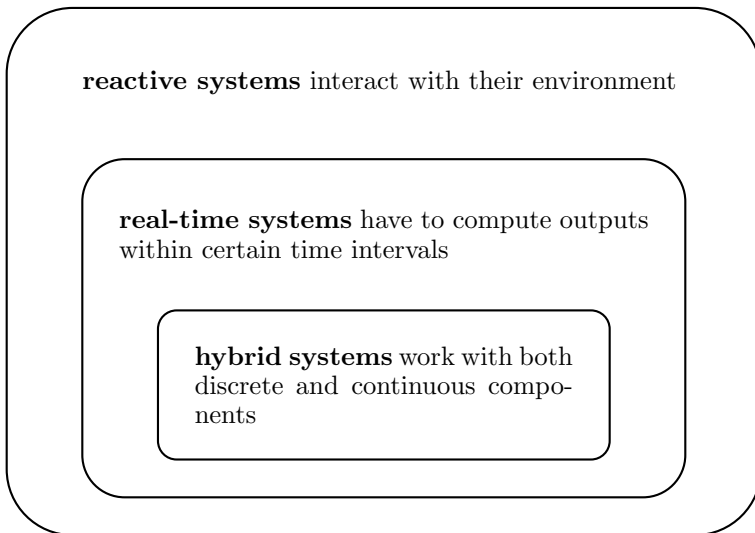 reactive systems interact with their environment
real-time systems have to compute outputs
within certain time intervals
hybrid systems work with both
discrete and continuous compo-
nents